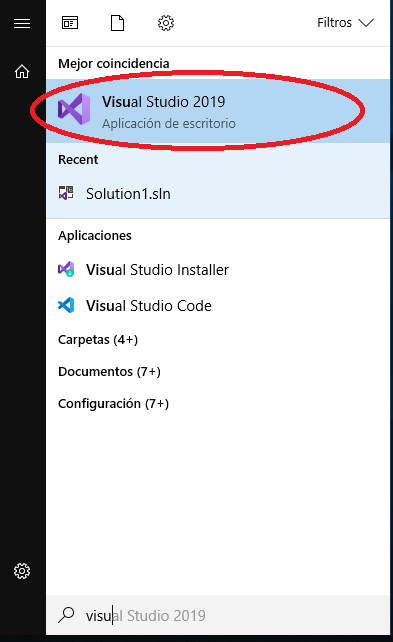 Filtros
Mejor coincidencia
Visual Studio 2019
Aplicación de escritorio
Recent
Solution1.sln
Aplicaciones
Visual Studio Installer
Visual Studio Code
Carpetas (4+)
Documentos (7+)
Configuración (7+)
visual Studio 2019